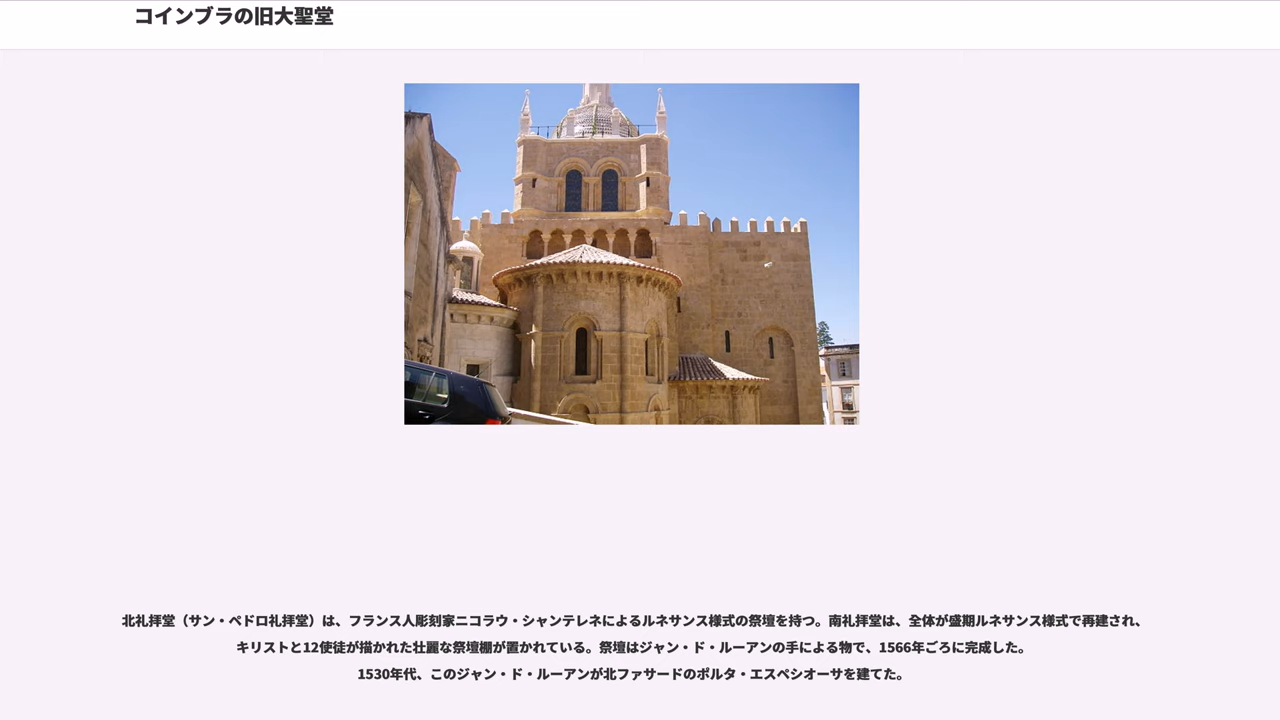 コインブラの旧大聖堂
北礼拝堂（サン・ペドロ礼拝堂）は、フランス人彫刻家ニコラウ・シャンテレネによるルネサンス様式の祭壇を持つ。南礼拝堂は、全体が盛期ルネサンス様式で再建され、
キリストと12使徒が描かれた壮麗な祭壇棚が置かれている。祭壇はジャン・ド・ルーアンの手による物で、1566年ごろに完成した。
1530年代、このジャン・ド・ルーアンが北ファサードのポルタ・エスペシオーサを建てた。